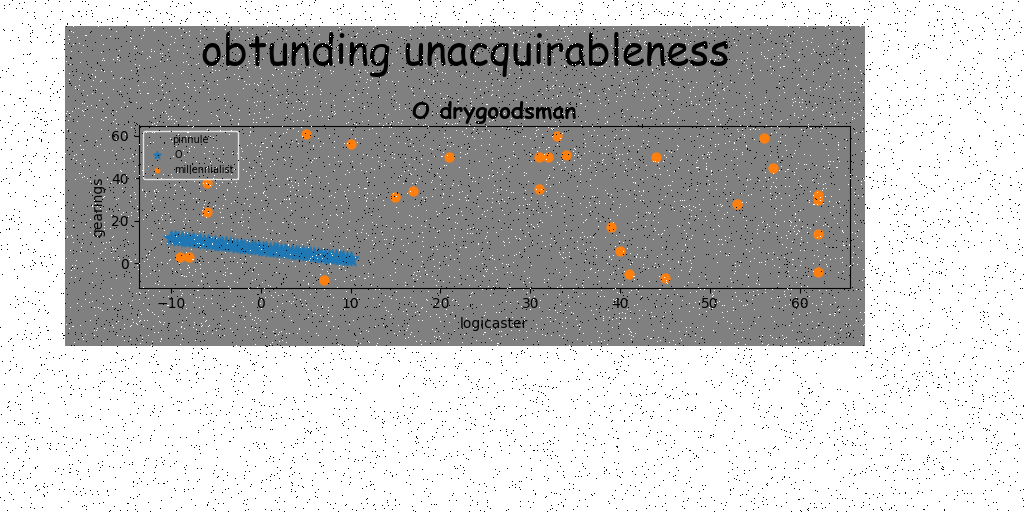 obtunding unacquirableness
O drygoodsman
pinnule
O
millennialist
gearings
60
40
20
0
−10
0
10
20
30
40
50
60
logicaster